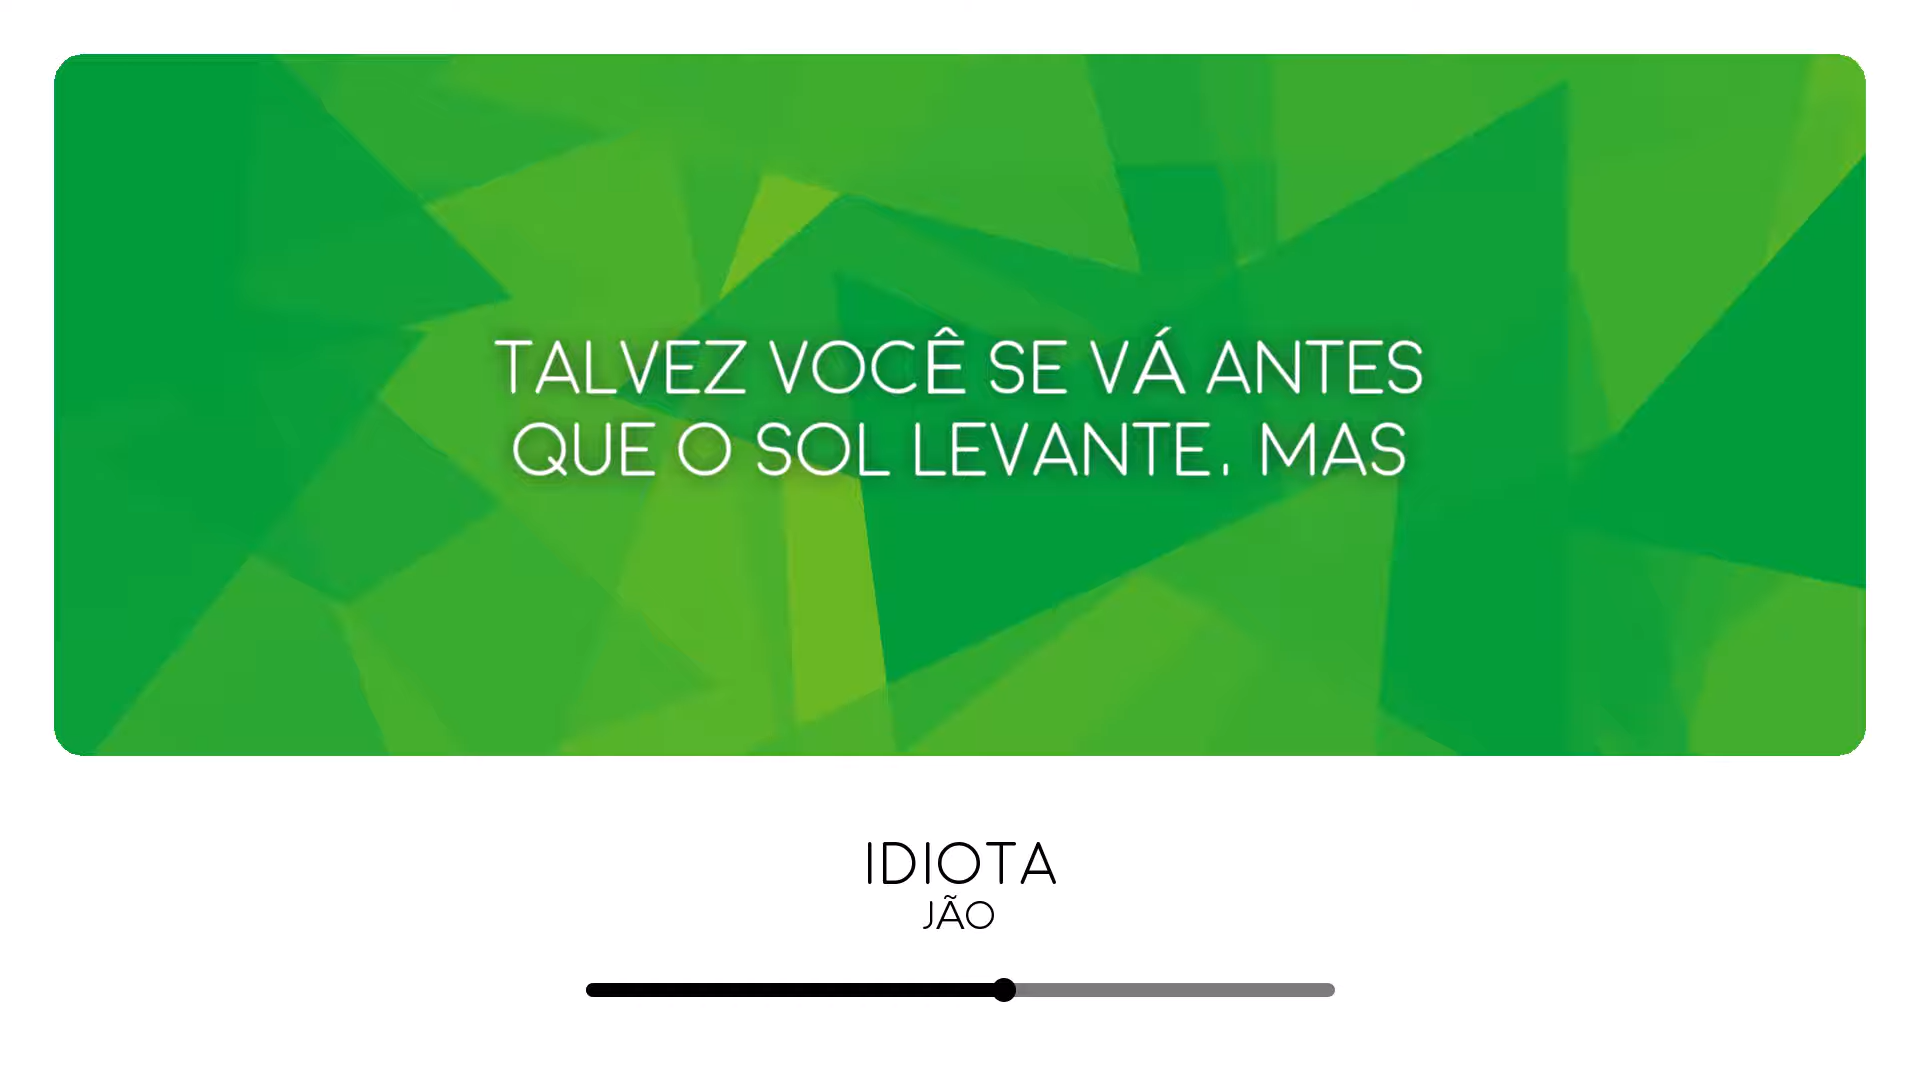 TALVEZ VOCÊ SE VÁ ANTES
QUE O SOL LEVANTE, MAS
IDIOTA
JÃO